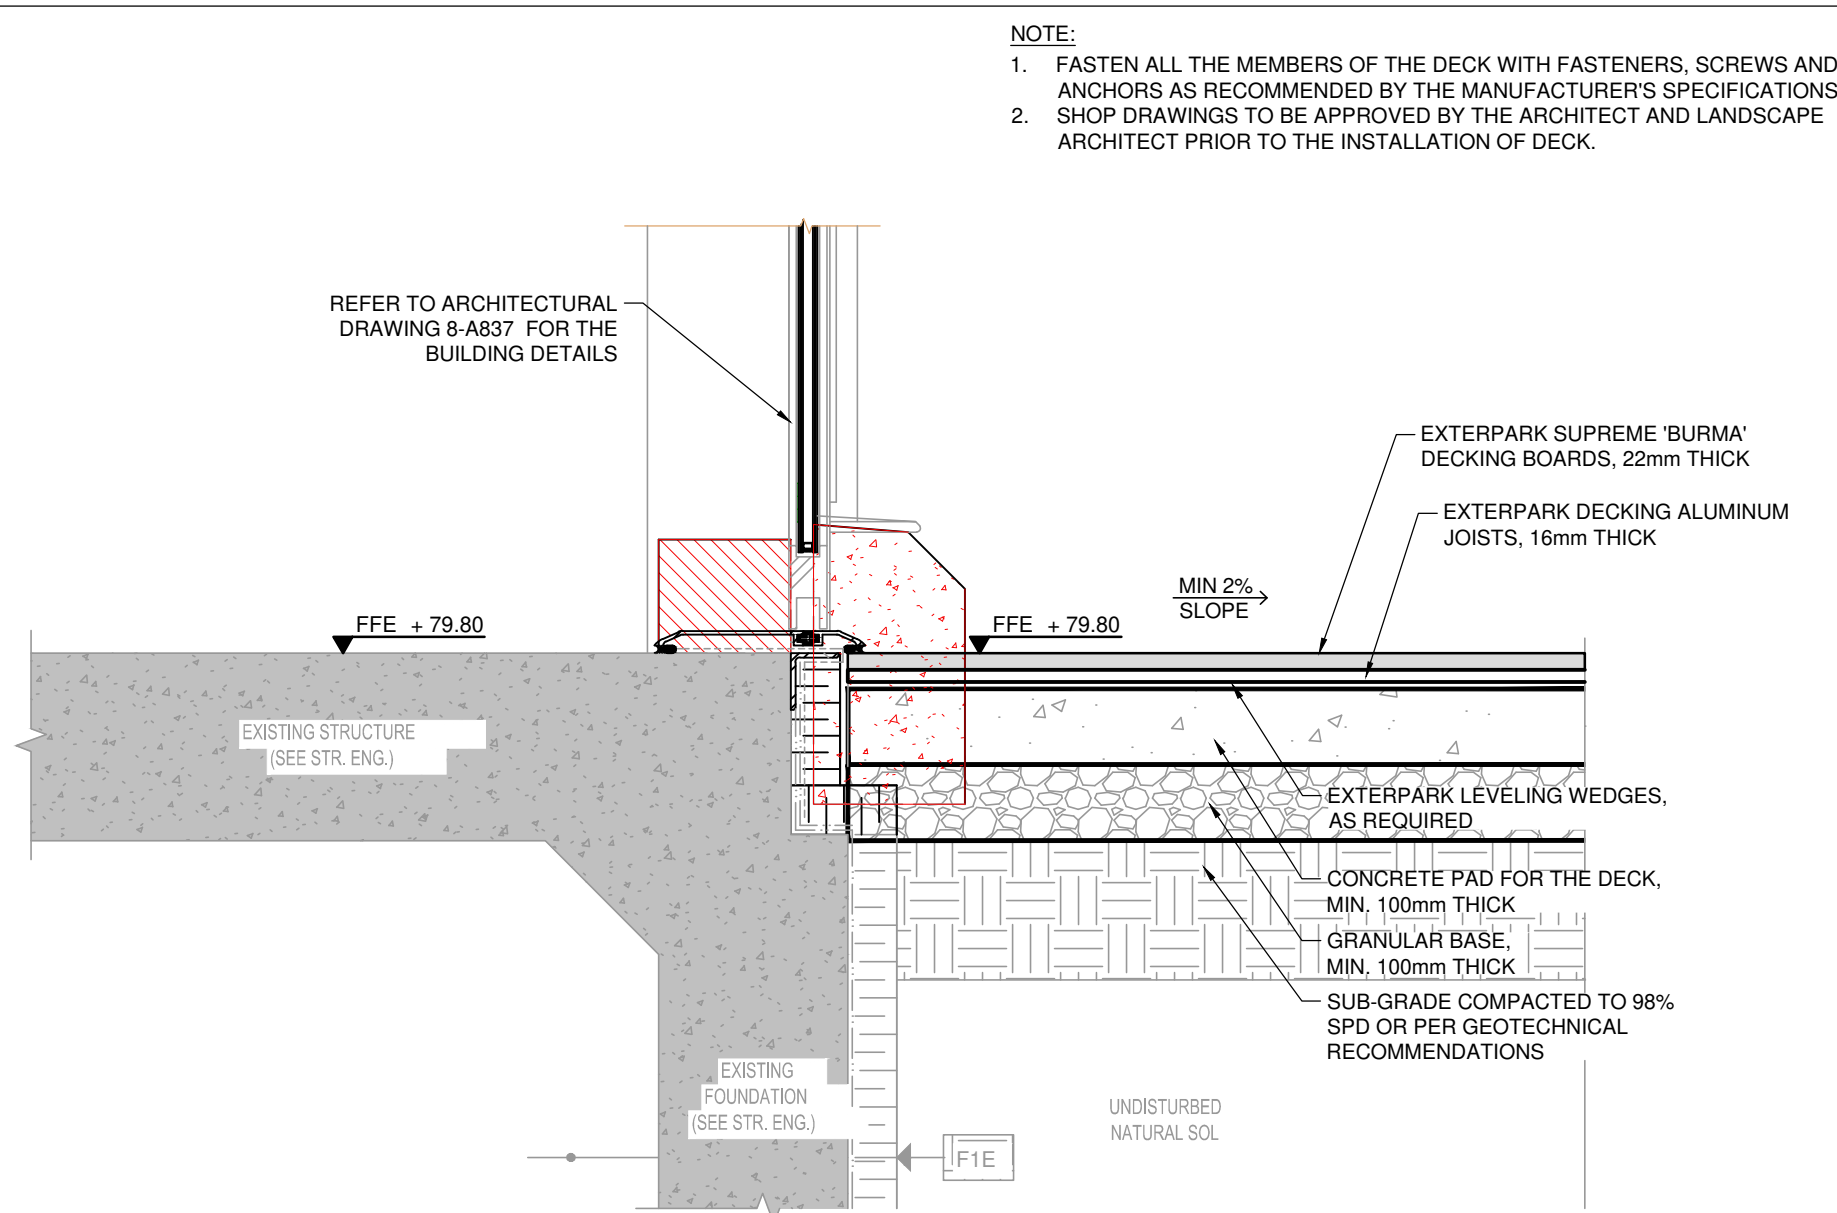 NOTE:
1. FASTEN ALL THE MEMBERS OF THE DECK WITH FASTENERS, SCREWS AND
ANCHORS AS RECOMMENDED BY THE MANUFACTURER'S SPECIFICATIONS
2. SHOP DRAWINGS TO BE APPROVED BY THE ARCHITECT AND LANDSCAPE
ARCHITECT PRIOR TO THE INSTALLATION OF DECK.
REFER TO ARCHITECTURAL
DRAWING 8-A837 FOR THE
BUILDING DETAILS
EXTERPARK SUPREME 'BURMA'
DECKING BOARDS, 22mm THICK
EXTERPARK DECKING ALUMINUM
JOISTS, 16mm THICK
MIN 2%
SLOPE
FFE + 79.80
FFE + 79.80
EXISTING STRUCTURE
(SEE STR. ENG.)
EXTERPARK LEVELING WEDGES,
AS REQUIRED
CONCRETE PAD FOR THE DECK,
MIN. 100mm THICK
GRANULAR BASE,
MIN. 100mm THICK
SUB-GRADE COMPACTED TO 98%
SPD OR PER GEOTECHNICAL
RECOMMENDATIONS
EXISTING
FOUNDATION
(SEE STR. ENG.)
UNDISTURBED
NATURAL SOL
F1E